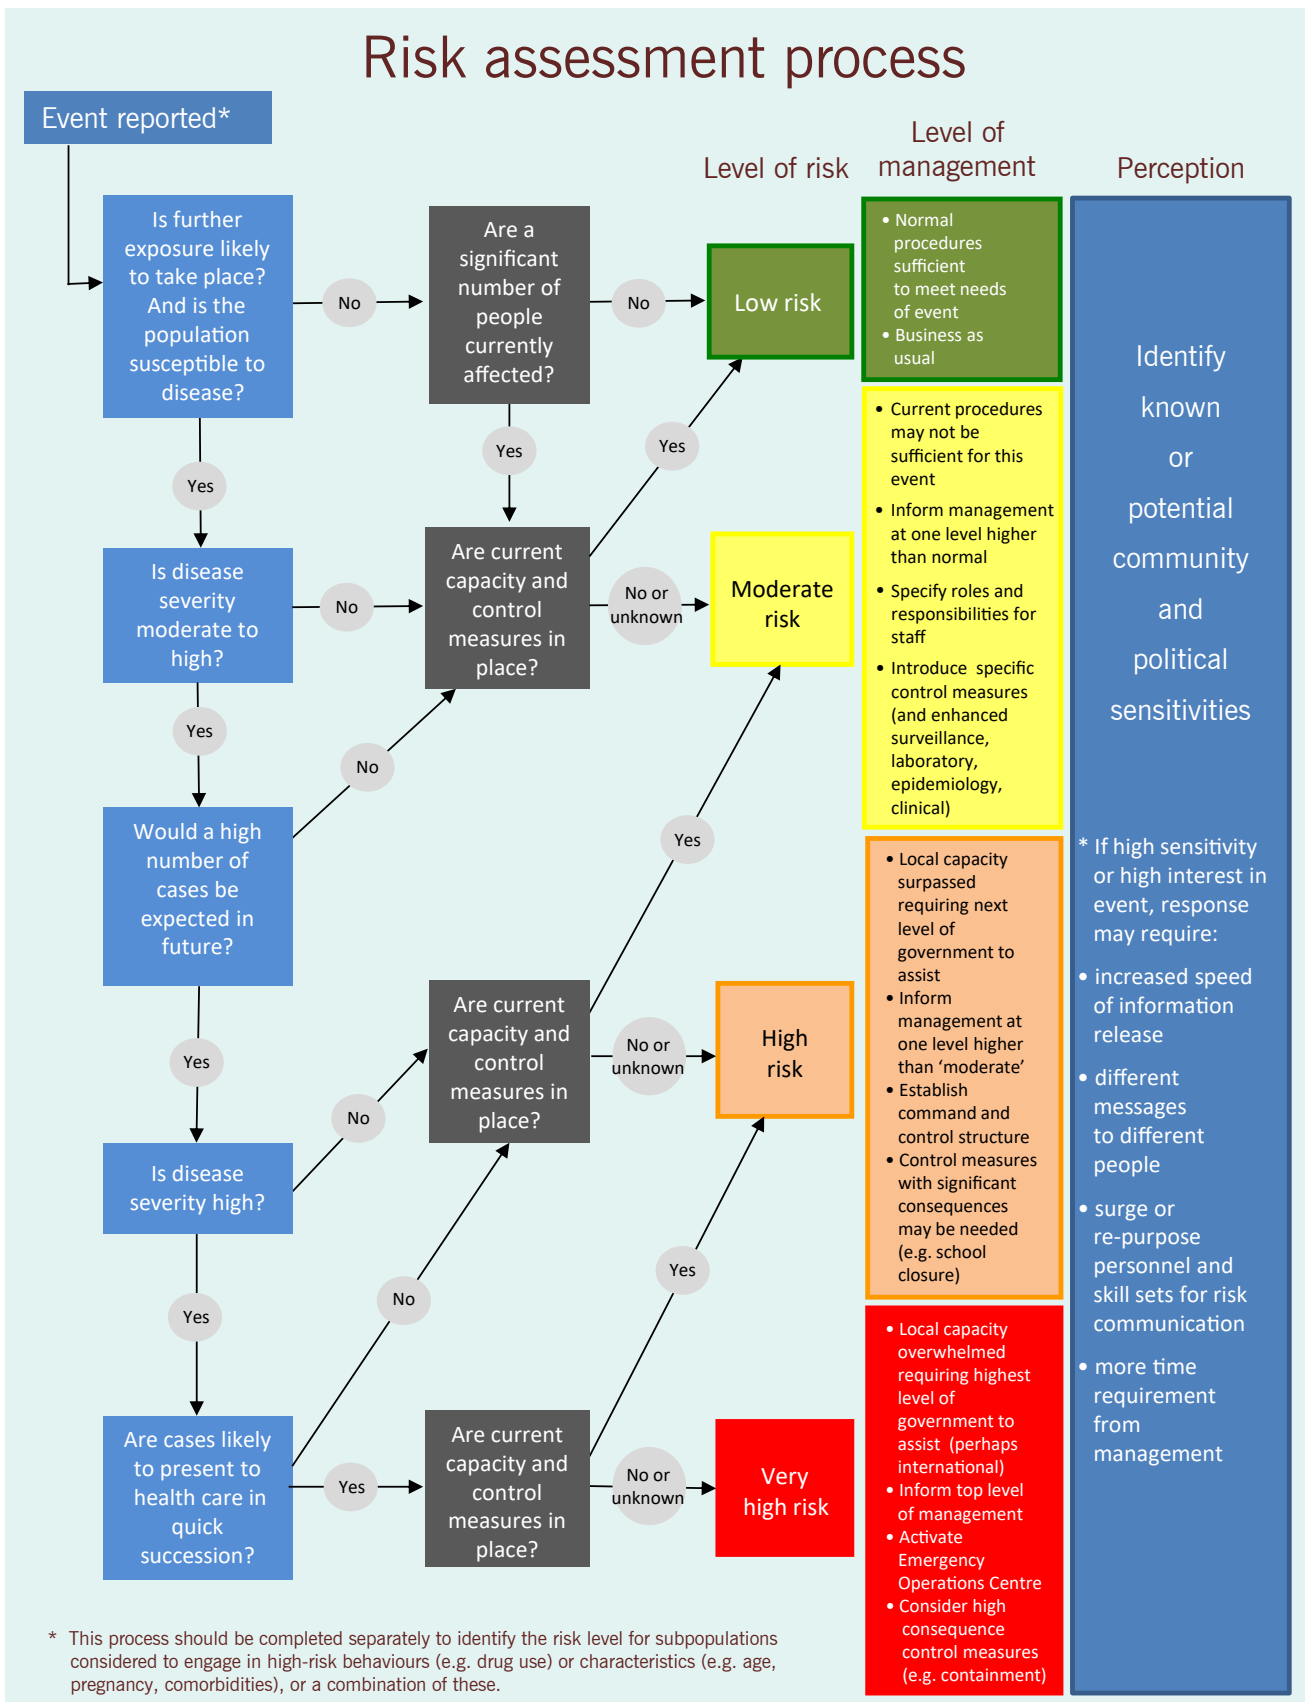 Risk assessment process
Event reported*
Level of risk
Level of
management
Perception
Is further
exposure likely
to take place?
And is the
population
susceptible to
disease?
No
Are a
significant
number of
people
currently
affected?
No
Low risk
• Normal
procedures
sufficient
to meet needs
of event
• Business as
usual
Yes
Yes
Yes
Is disease
severity
moderate to
high?
No
Are current
capacity and
control
measures in
place?
No or
unknown
Moderate
risk
• Current procedures
may not be
sufficient for this
event
• Inform management
at one level higher
than normal
• Specify roles and
responsibilities for
staff
• Introduce specific
control measures
(and enhanced
surveillance,
laboratory,
epidemiology,
clinical)
Yes
No
Would a high
number of
cases be
expected in
future?
Yes
Yes
Are current
capacity and
control
measures in
place?
No or
unknown
High
risk
• Local capacity
surpassed
requiring next
level of
government to
assist
• Inform
management at
one level higher
than ‘moderate’
• Establish
command and
control structure
• Control measures
with significant
consequences
may be needed
(e.g. school
closure)
No
Is disease
severity high?
Yes
No
Yes
Are cases likely
to present to
health care in
quick
succession?
Yes
Are current
capacity and
control
measures in
place?
No or
unknown
Very
high risk
• Local capacity
overwhelmed
requiring highest
level of
government to
assist (perhaps
international)
• Inform top level
of management
• Activate
Emergency
Operations Centre
• Consider high
consequence
control measures
(e.g. containment)
Identify
known
or
potential
community
and
political
sensitivities
* If high sensitivity
or high interest in
event, response
may require:
• increased speed
of information
release
• different
messages
to different
people
• surge or
re-purpose
personnel and
skill sets for risk
communication
• more time
requirement
from
management
* This process should be completed separately to identify the risk level for subpopulations
considered to engage in high-risk behaviours (e.g. drug use) or characteristics (e.g. age,
pregnancy, comorbidities), or a combination of these.